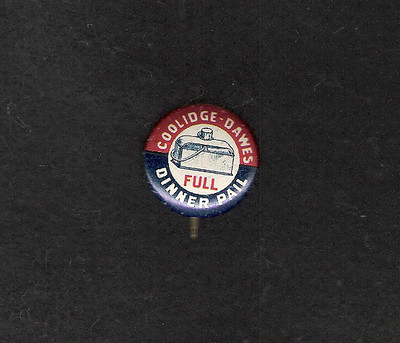 COOLIDGE-DAWES
FULL
DINNER PAIL